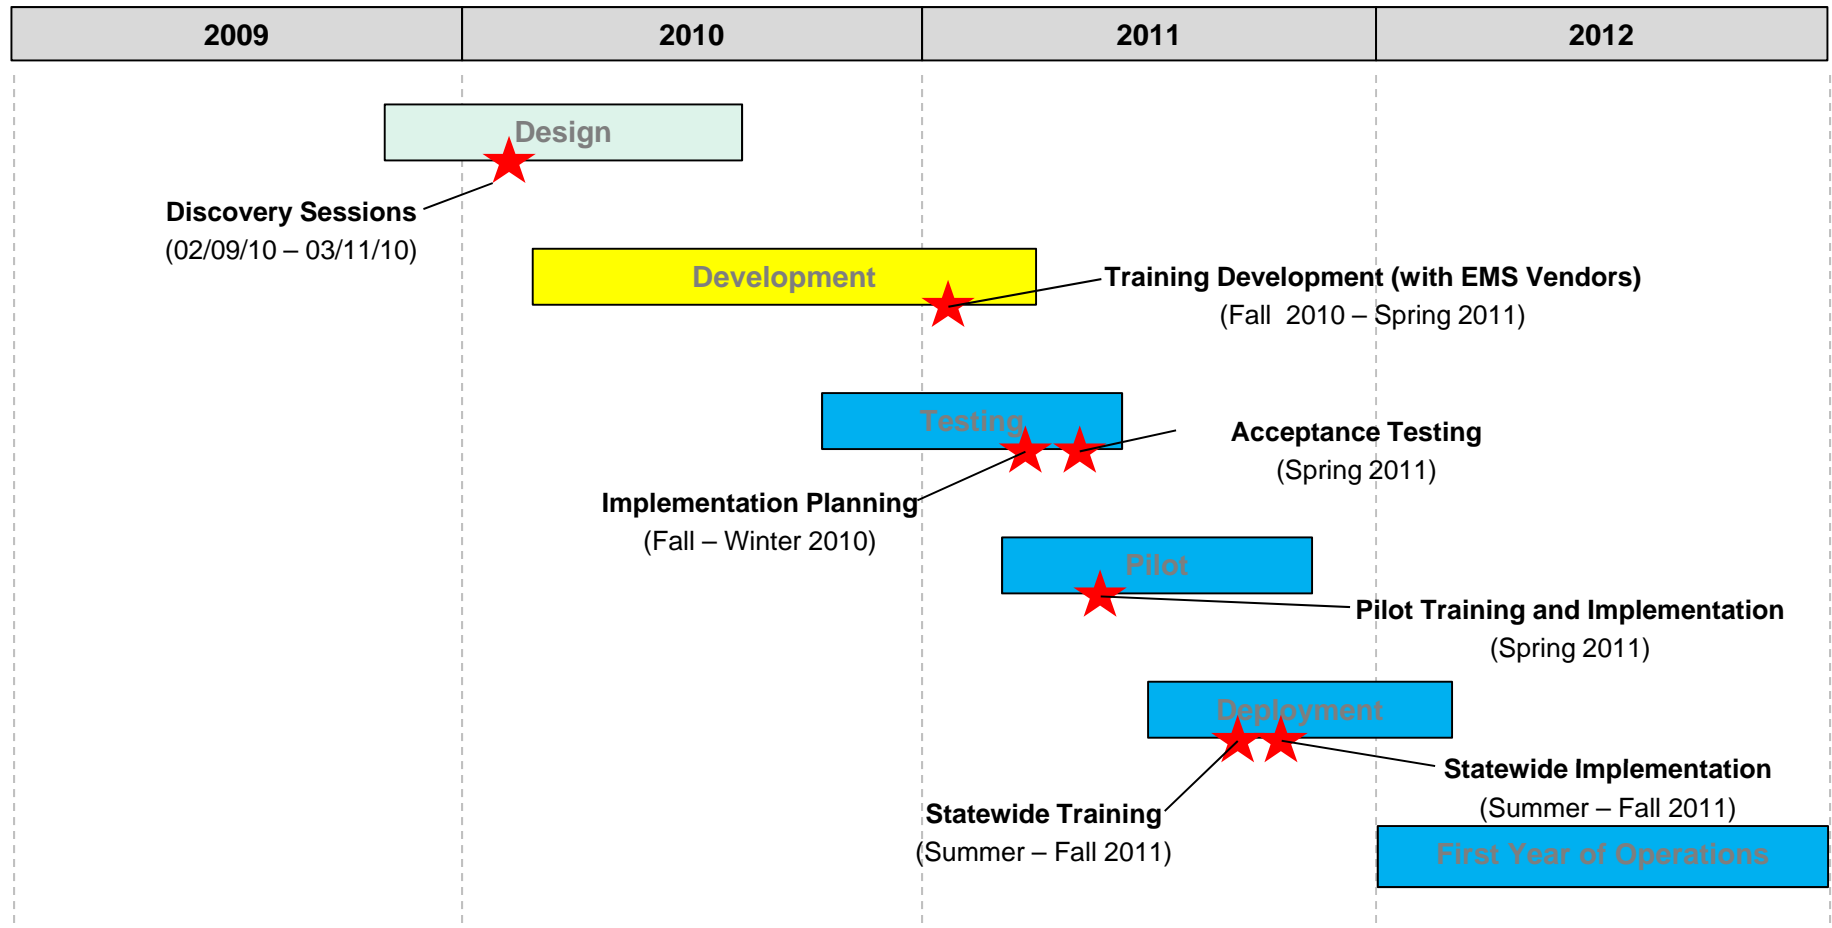 2009
2010
2011
2012
Design
Discovery Sessions
(02/09/10 – 03/11/10)
Development
Training Development (with EMS Vendors)
(Fall  2010 – Spring 2011)
Testing
Acceptance Testing
(Spring 2011)
Implementation Planning
(Fall – Winter 2010)
Pilot
Pilot Training and Implementation
(Spring 2011)
Deployment
Statewide Implementation
(Summer – Fall 2011)
Statewide Training
(Summer – Fall 2011)
First Year of Operations